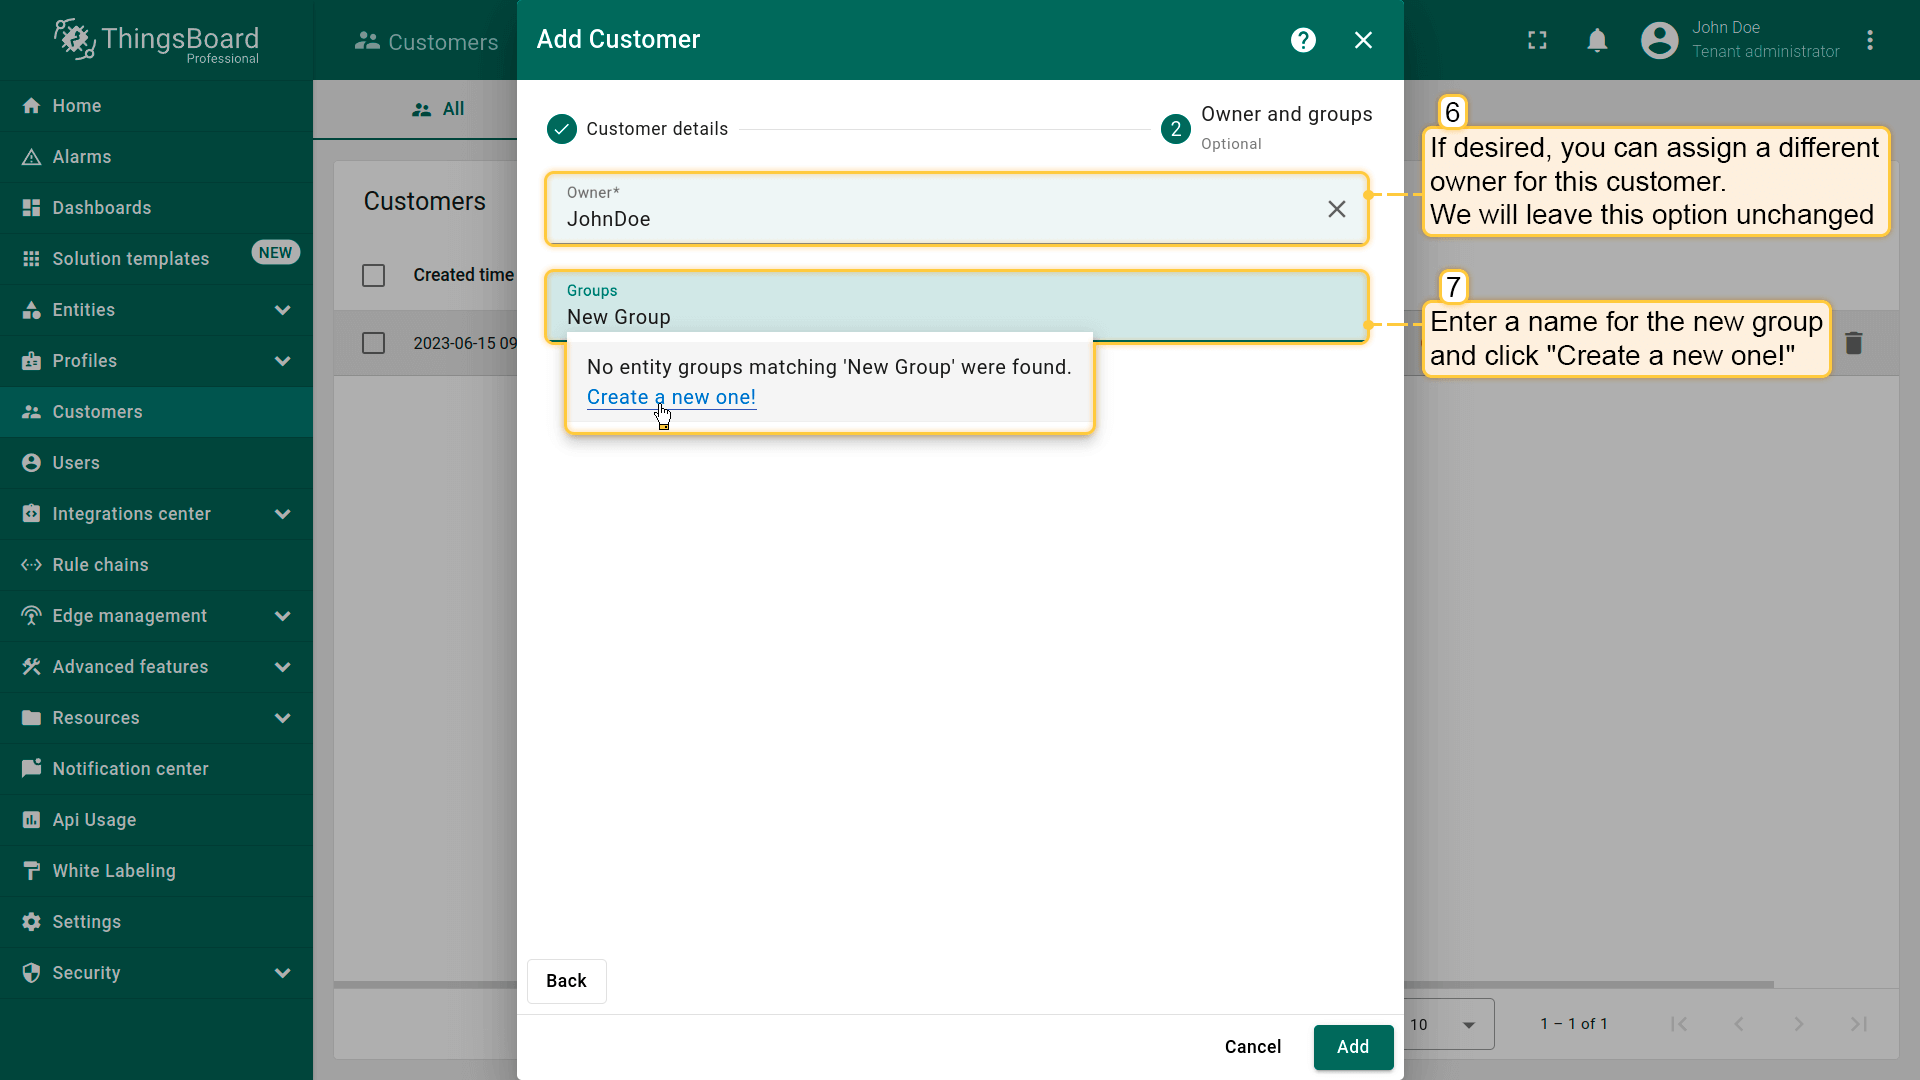 ThingsBoard
Professional
Home
Alarms
Dashboards
Solution templates
NEW
Entities
Profiles
Customers
Users
Integrations center
Rule chains
Edge management
Advanced features
Resources
Notification center
Api Usage
White Labeling
Settings
Security
Customers
All
Customers
Created time
2023-06-15 09
Add Customer
?
Customer details
2
Owner and groups
Optional
Owner*
JohnDoe
Groups
New Group
No entity groups matching 'New Group' were found.
Create a new one!
Back
Cancel
Add
John Doe
Tenant administrator
6
If desired, you can assign a different
owner for this customer.
We will leave this option unchanged
7
Enter a name for the new group
and click "Create a new one!"
10
1 – 1 of 1